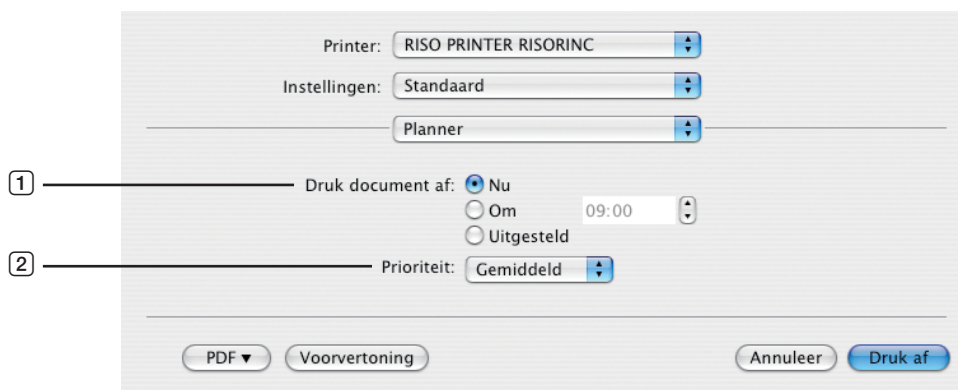 Printer: RISO PRINTER RISORINC
Instellingen: Standaard
Planner
1 Druk document af: Nu
Om 09:00
Uitgesteld
2 Prioriteit: Gemiddeld
PDF ▼ Voorvertoning Annuleer Druk af